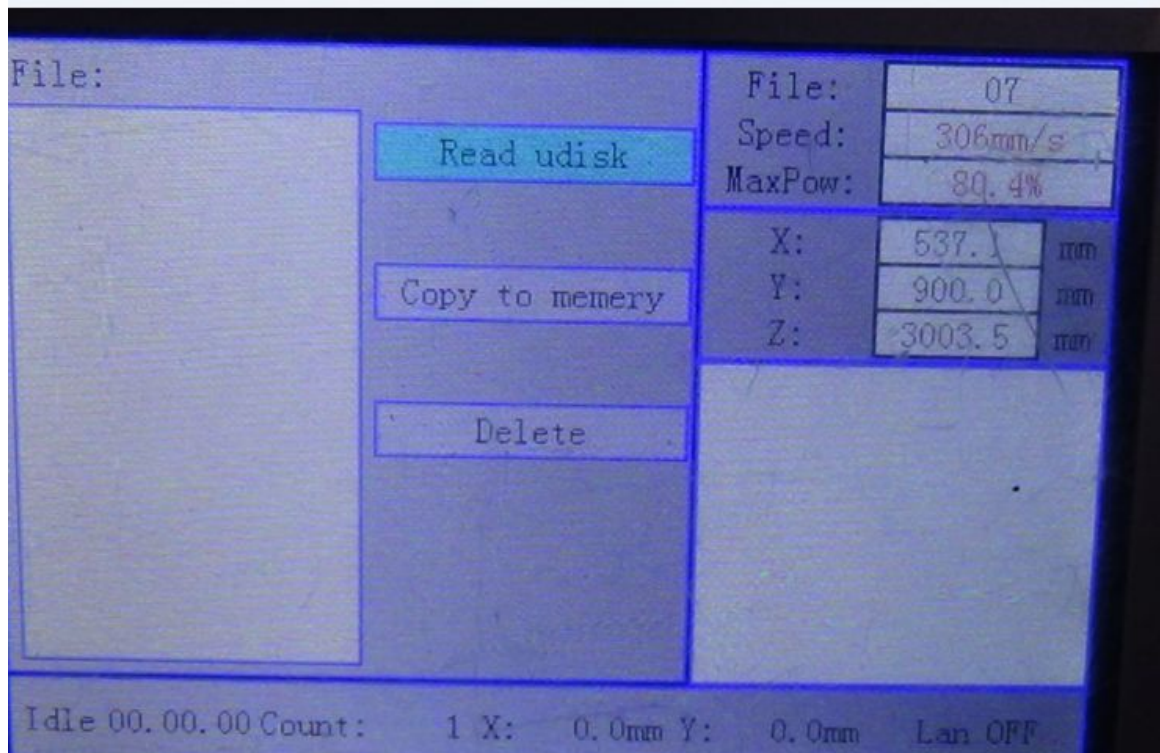 File:
Read udisk
Copy to memery
Delete
File: 07
Speed: 306mm/s
MaxPow: 80.4%
X: 537.1 mm
Y: 900.0 mm
Z: 3003.5 mm
Idle 00.00.00 Count: 1 X: 0.0mm Y: 0.0mm Lan OFF